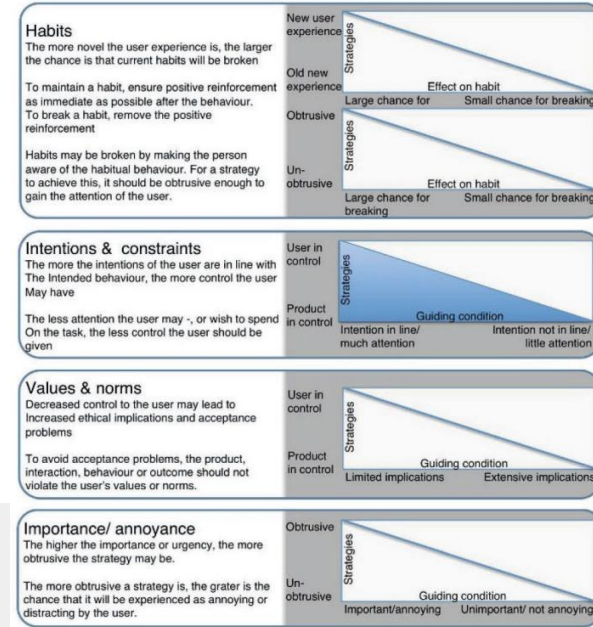 Habits
The more novel the user experience is, the larger
the chance is that current habits will be broken
To maintain a habit, ensure positive reinforcement
as immediate as possible after the behaviour.
To break a habit, remove the positive
reinforcement
Habits may be broken by making the person
aware of the habitual behaviour. For a strategy
to achieve this, it should be obtrusive enough to
gain the attention of the user.
New user
experience
Old new
experience
Strategies
Effect on habit
Large chance for
Small chance for breaking
Obtrusive
Un-
obtrusive
Strategies
Effect on habit
Large chance for
breaking
Small chance for breaking
Intentions & constraints
The more the intentions of the user are in line with
The Intended behaviour, the more control the user
May have
The less attention the user may -, or wish to spend
On the task, the less control the user should be
given
User in
control
Product
in control
Strategies
Guiding condition
Intention in line/
much attention
Intention not in line/
little attention
Values & norms
Decreased control to the user may lead to
Increased ethical implications and acceptance
problems
To avoid acceptance problems, the product,
interaction, behaviour or outcome should not
violate the user's values or norms.
User in
control
Product
in control
Strategies
Guiding condition
Limited implications
Extensive implications
Importance/ annoyance
The higher the importance or urgency, the more
obtrusive the strategy may be.
The more obtrusive a strategy is, the grater is the
chance that it will be experienced as annoying or
distracting by the user.
Obtrusive
Un-
obtrusive
Strategies
Guiding condition
Important/annoying
Unimportant/ not annoying